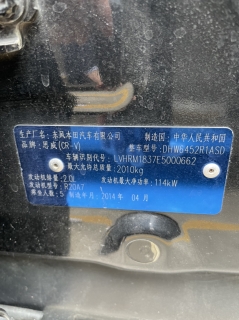 生产厂名:东风本田汽车有限公司 制造国:中华人民共和国
品牌:思威(CR-V) 整车型号:DHW6452R1ASD
车辆识别代号:LVHRM1837E5000662
最大允许总质量:2010kg
发动机排量:2.0L 发动机最大净功率:114kW
发动机型号:R20A7
乘坐人数:5 制造年月:2014年 04月